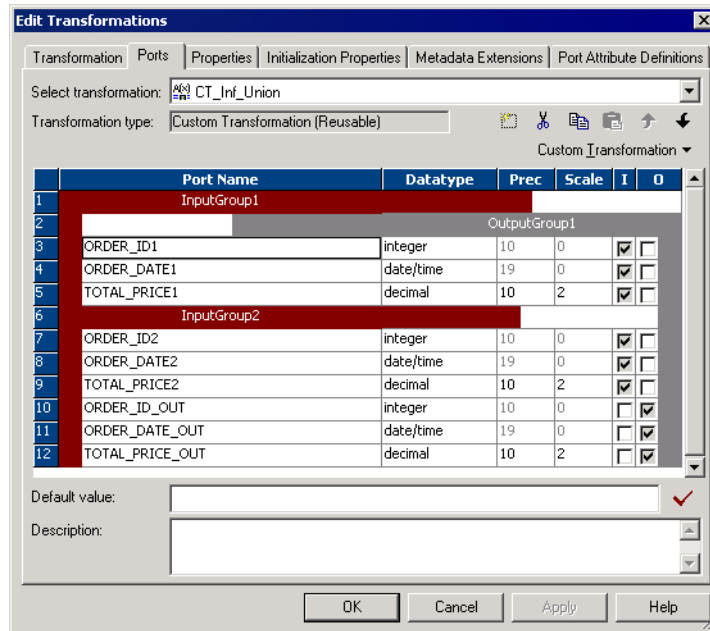 Edit Transformations
Transformation Ports Properties Initialization Properties Metadata Extensions Port Attribute Definitions
Select transformation: CT_Inf_Union
Transformation type: Custom Transformation (Reusable)
Custom Transformation
Port Name Datatype Prec Scale I O
1 InputGroup1
2 OutputGroup1
3 ORDER_ID1 integer 10 0
4 ORDER_DATE1 date/time 19 0
5 TOTAL_PRICE1 decimal 10 2
6 InputGroup2
7 ORDER_ID2 integer 10 0
8 ORDER_DATE2 date/time 19 0
9 TOTAL_PRICE2 decimal 10 2
10 ORDER_ID_OUT integer 10 0
11 ORDER_DATE_OUT date/time 19 0
12 TOTAL_PRICE_OUT decimal 10 2
Default value:
Description:
OK Cancel Apply Help